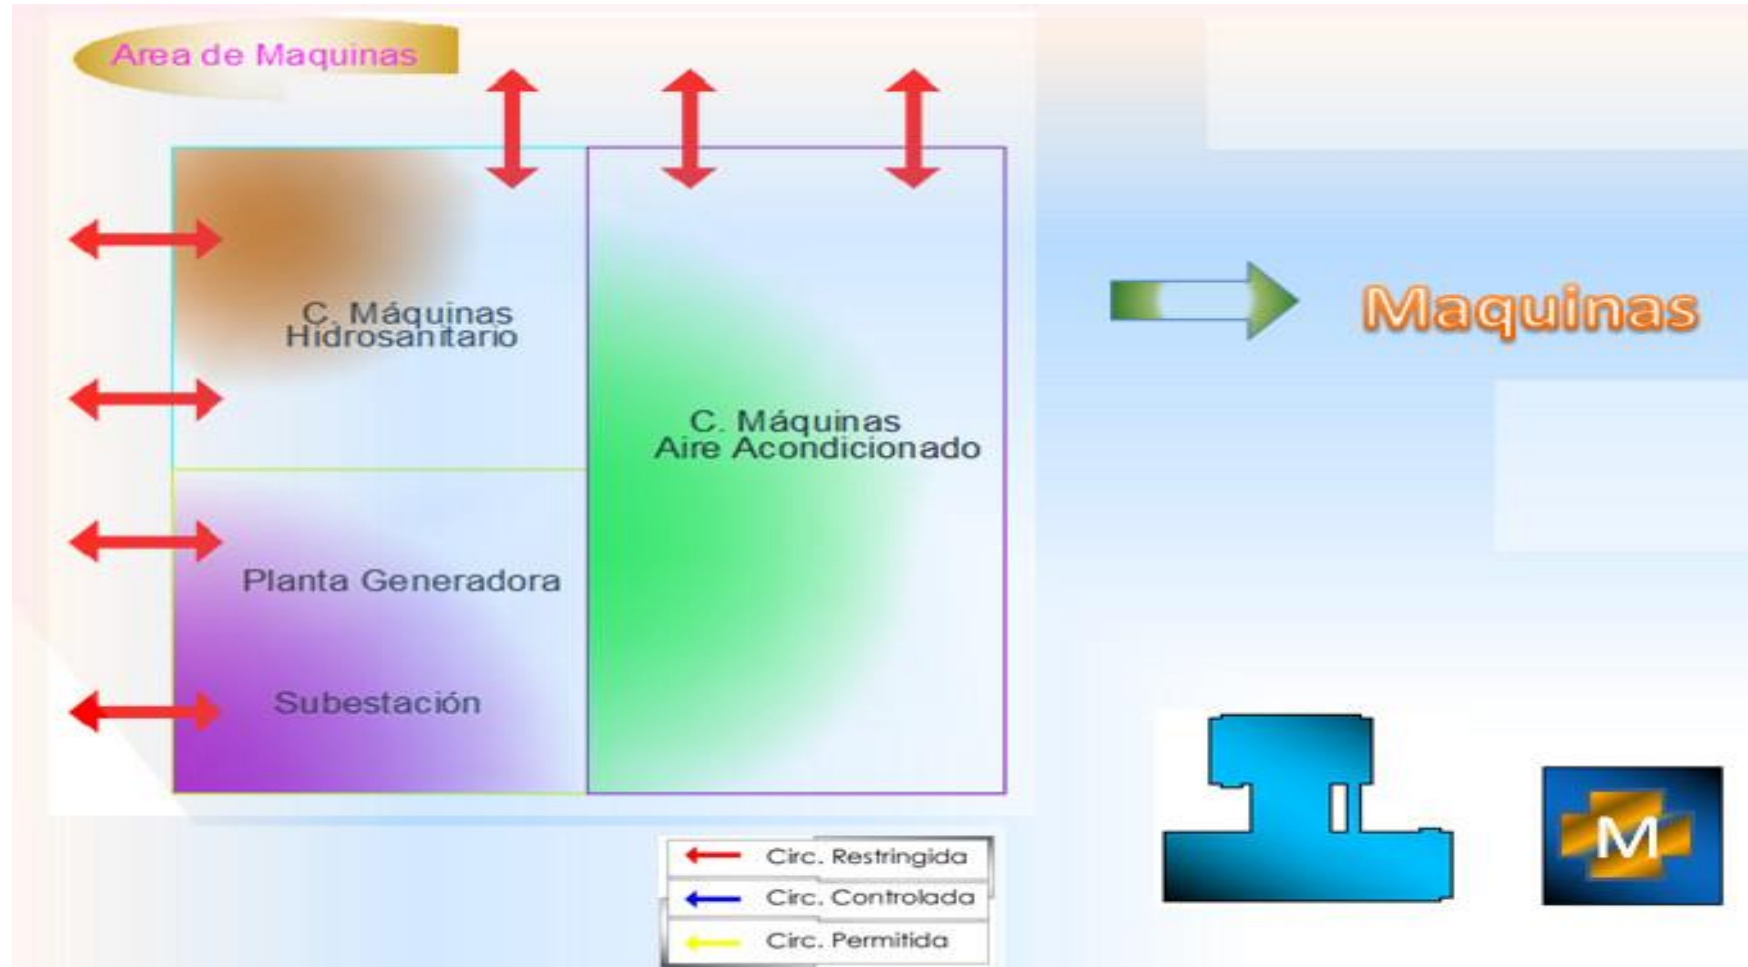 Area de Maquinas
C. Máquinas
Hidrosanitario
C. Máquinas
Aire Acondicionado
Planta Generadora
Subestación
Maquinas
M
Circ. Restringida
Circ. Controlada
Circ. Permitida